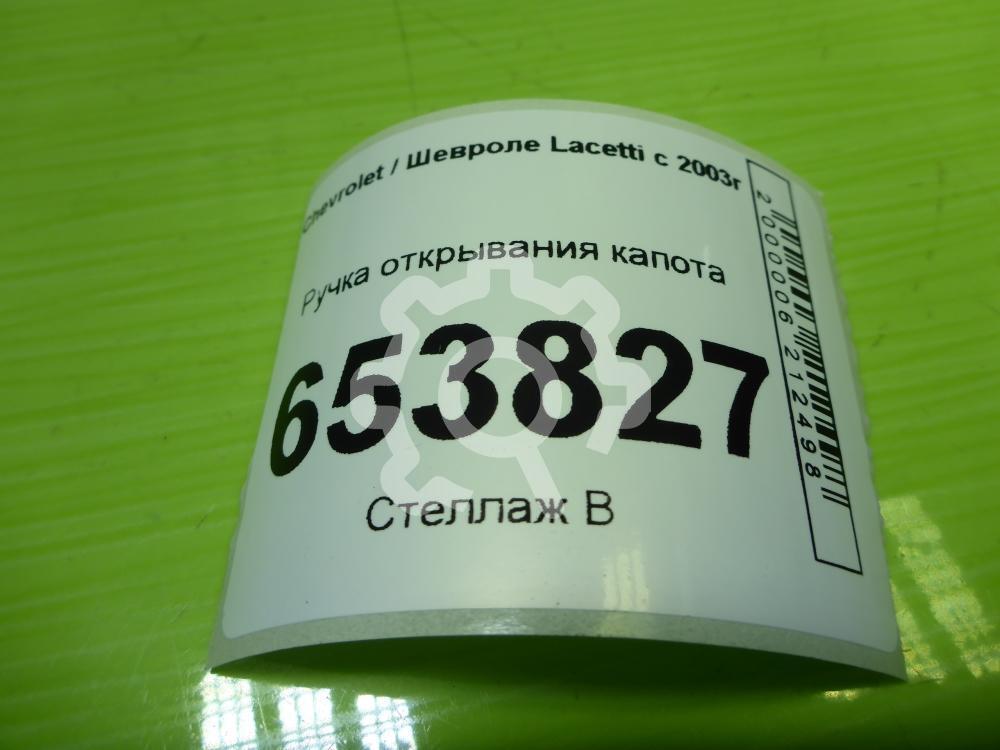 Chevrolet / Шевроле Lacetti с 2003г
Ручка открывания капота
653827
Стеллаж В
2000006212498